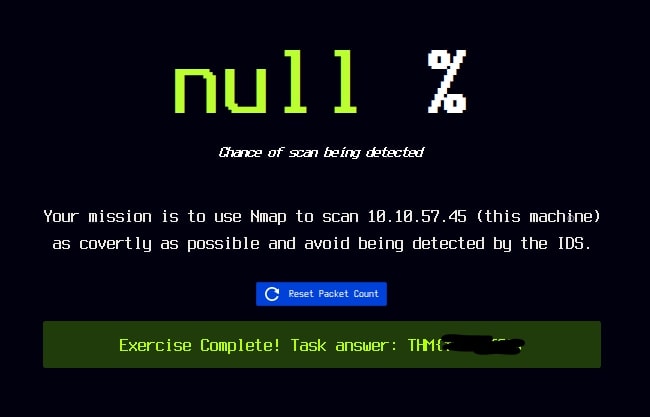 null %
Chance of scan being detected
Your mission is to use Nmap to scan 10.10.57.45 (this machine)
as covertly as possible and avoid being detected by the IDS.
Reset Packet Count
Exercise Complete! Task answer: THM{